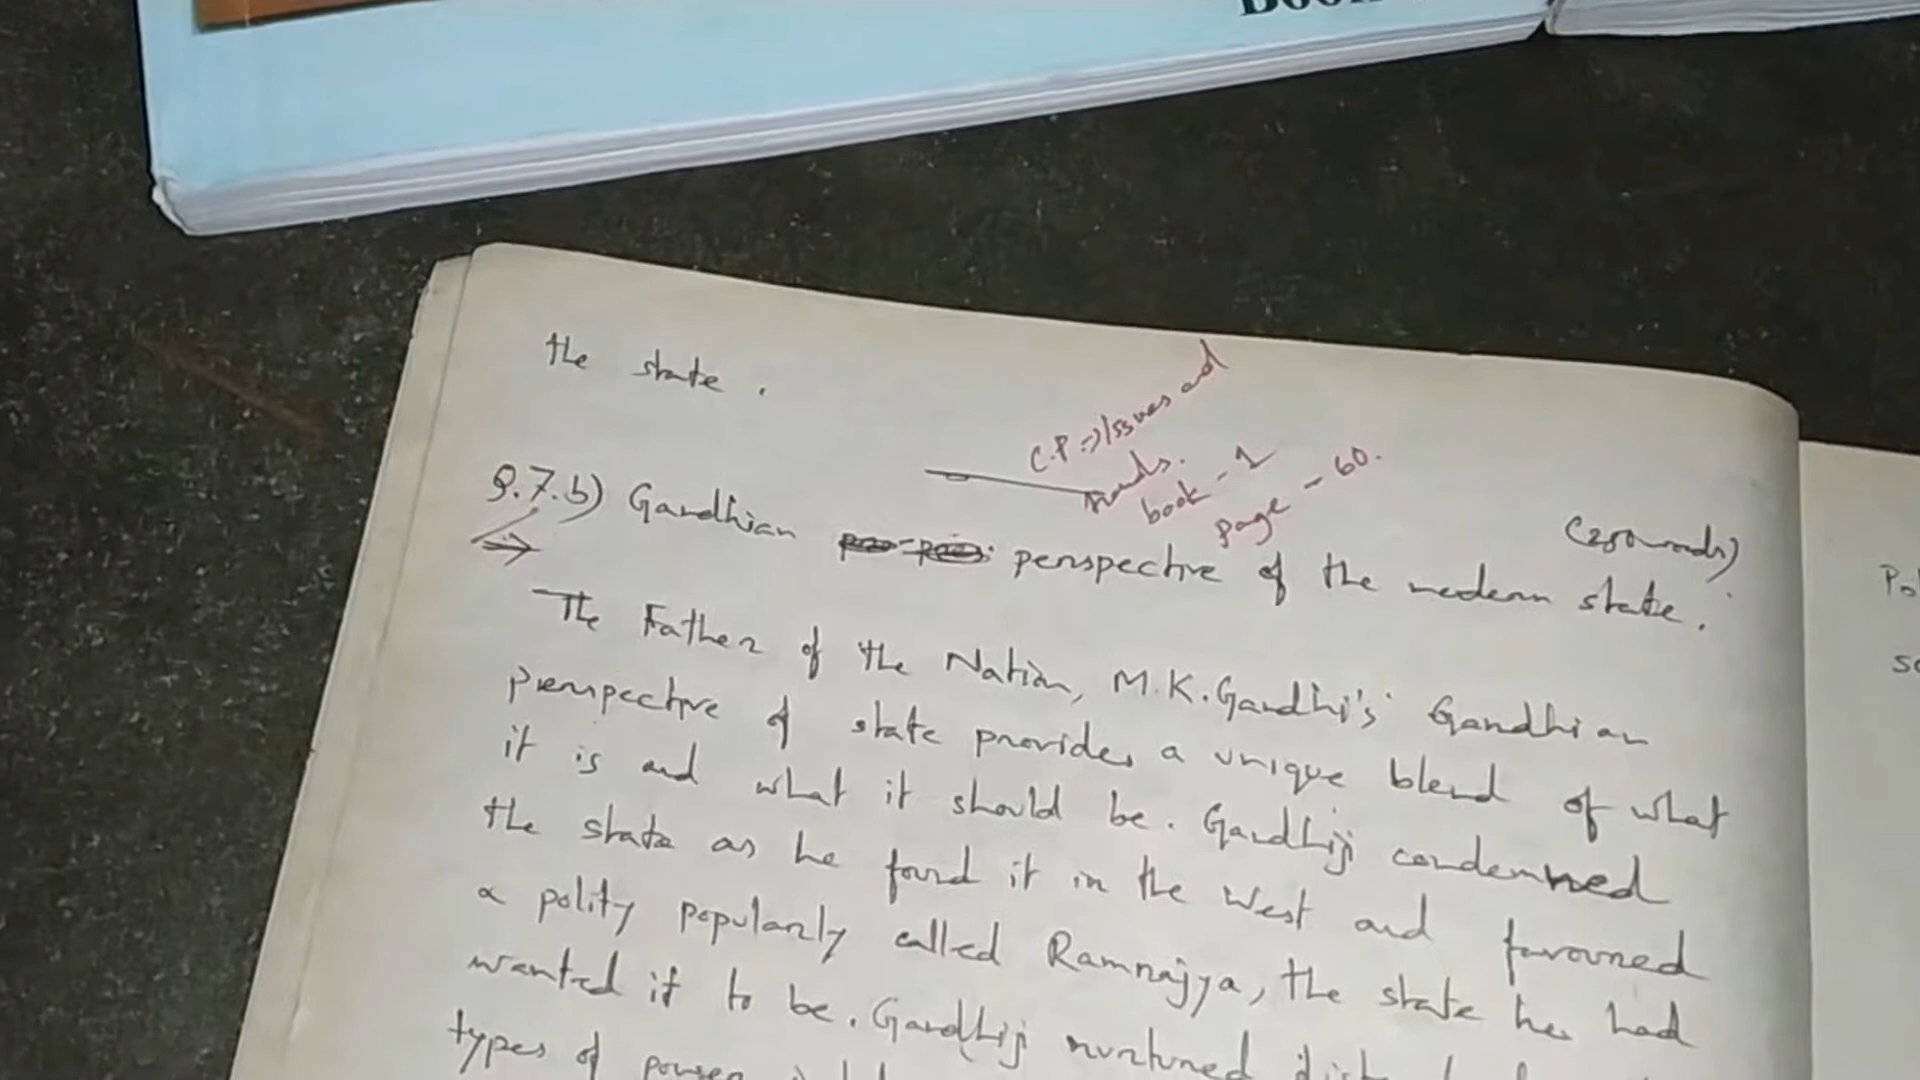 the state.
C.P. => Issues and
Trends.
book - 1
page - 60.
Q.7.b) Gandhian perspective of the modern state.
(250 words)
The Father of the Nation, M.K. Gandhi's Gandhian
perspective of state provides a unique blend of what
it is and what it should be. Gandhiji condemned
the state as he found it in the West and favoured
a polity popularly called Ramrajya, the state he had
wanted it to be. Gandhiji nurtured
types of power